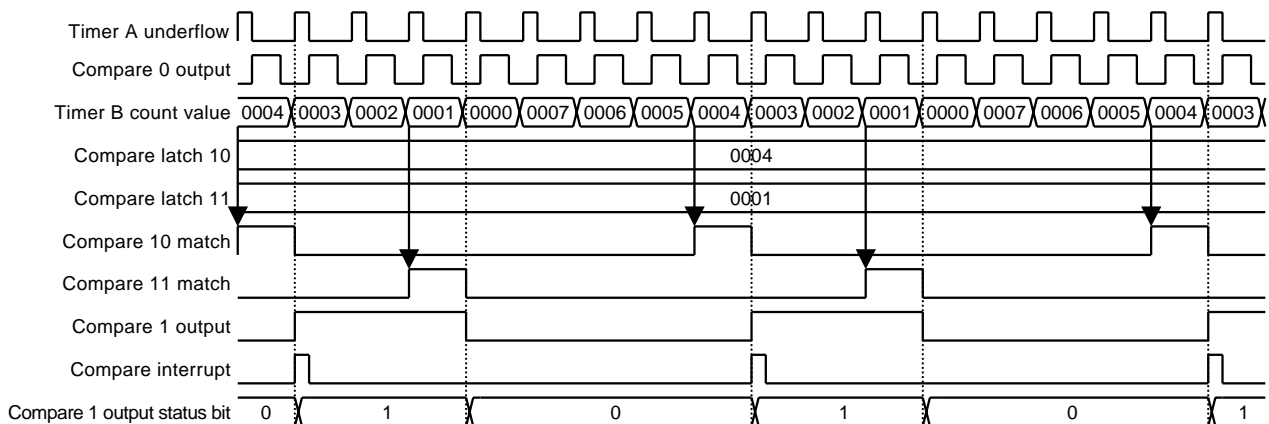 Timer A underflow
Compare 0 output
Timer B count value 0004 0003 0002 0001 0000 0007 0006 0005 0004 0003 0002 0001 0000 0007 0006 0005 0004 0003
Compare latch 10 0004
Compare latch 11 0001
Compare 10 match
Compare 11 match
Compare 1 output
Compare interrupt
Compare 1 output status bit 0 1 0 1 0 1